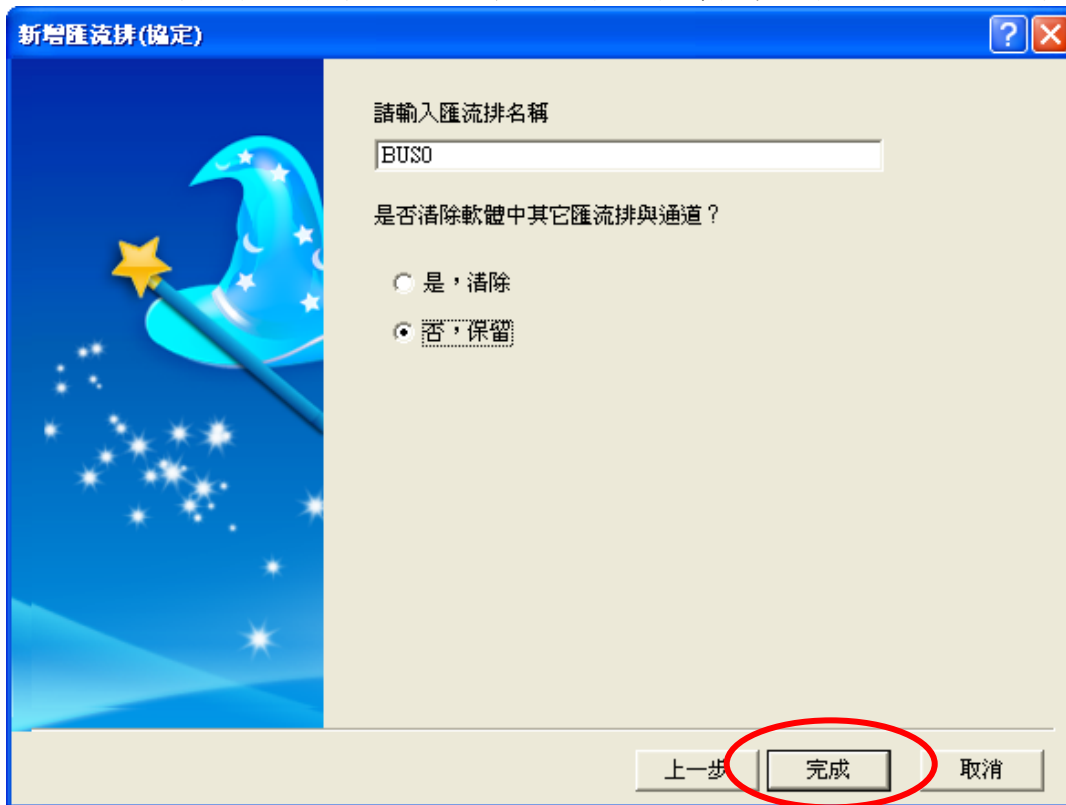 新增匯流排(協定)
請輸入匯流排名稱
BUS0
是否清除軟體中其它匯流排與通道？
是，清除
否，保留
上一步 完成 取消